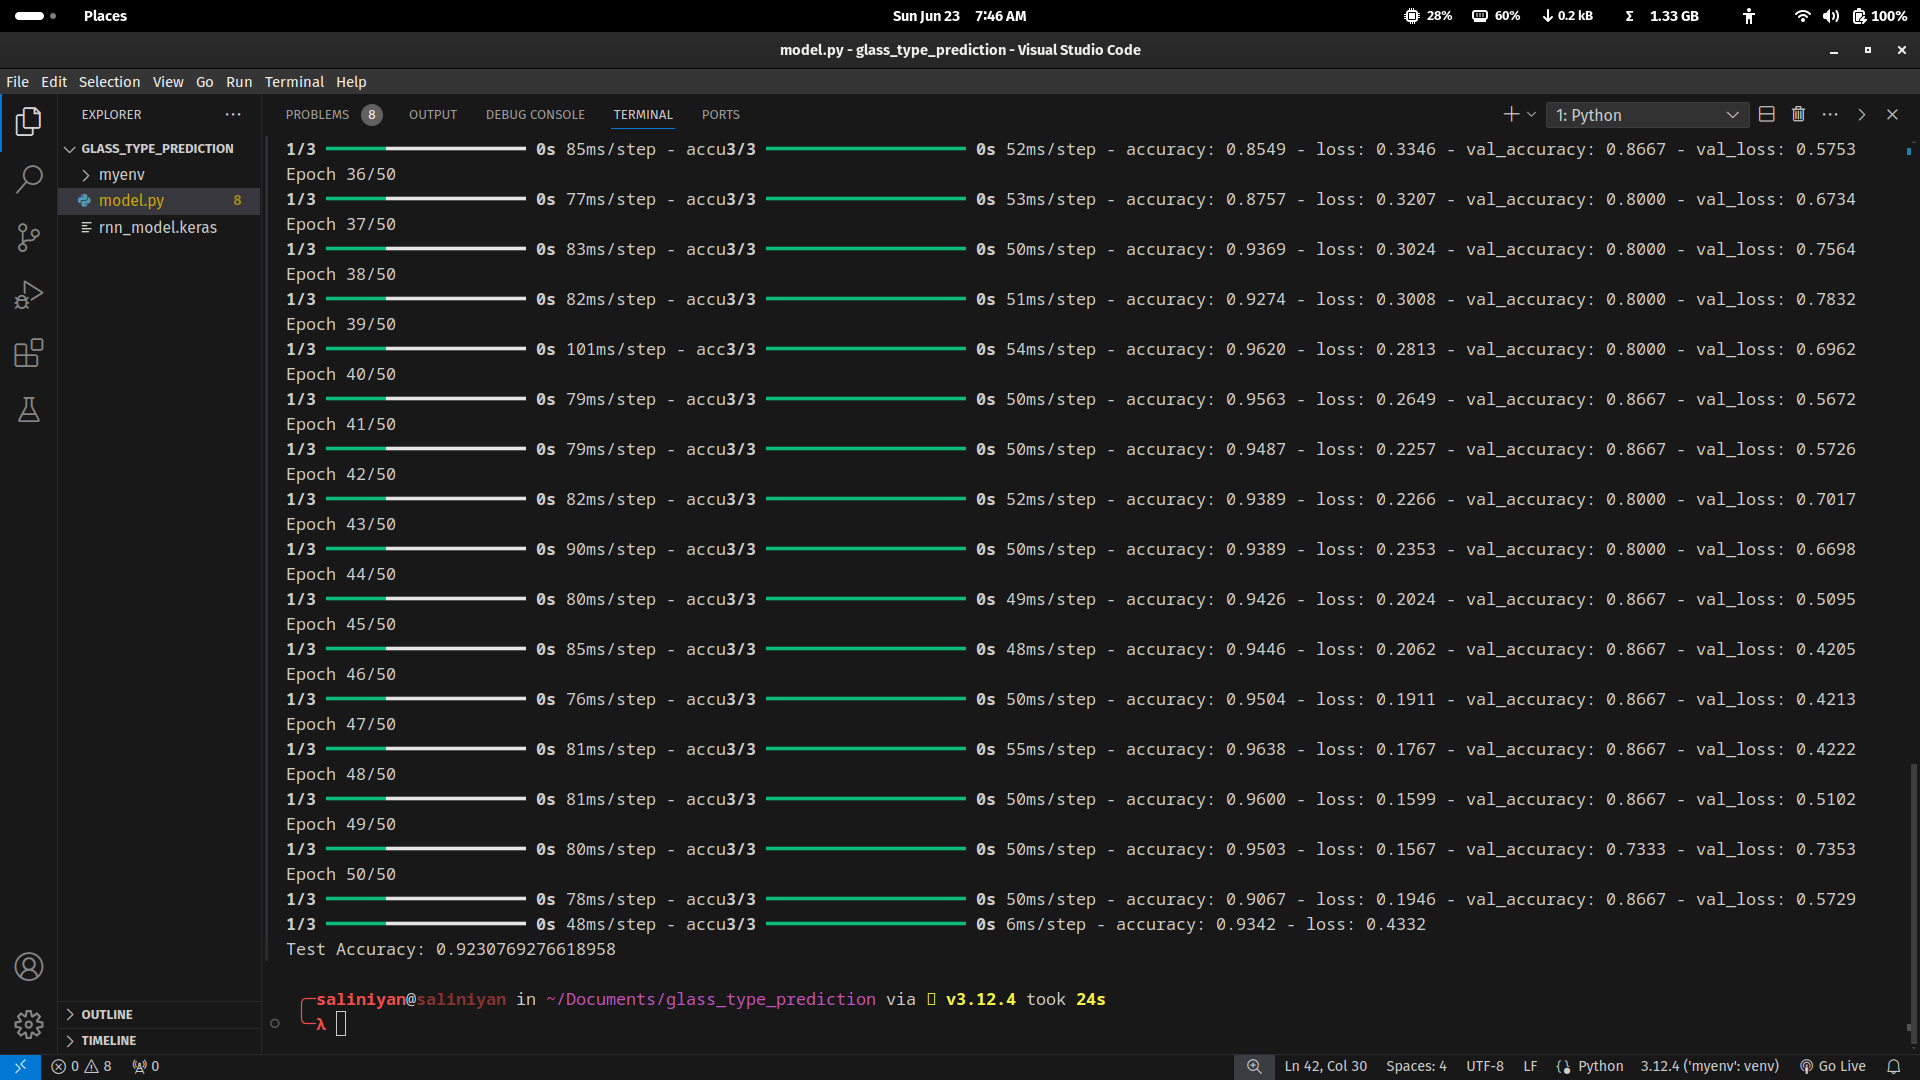 Places
Sun Jun 23 7:46 AM
28% 60% ↓ 0.2 kB Σ 1.33 GB 100%
model.py - glass_type_prediction - Visual Studio Code
File Edit Selection View Go Run Terminal Help
EXPLORER ···
PROBLEMS 8 OUTPUT DEBUG CONSOLE TERMINAL PORTS
1: Python
GLASS_TYPE_PREDICTION
myenv
model.py 8
rnn_model.keras
1/3 0s 85ms/step - accu3/3 0s 52ms/step - accuracy: 0.8549 - loss: 0.3346 - val_accuracy: 0.8667 - val_loss: 0.5753
Epoch 36/50
1/3 0s 77ms/step - accu3/3 0s 53ms/step - accuracy: 0.8757 - loss: 0.3207 - val_accuracy: 0.8000 - val_loss: 0.6734
Epoch 37/50
1/3 0s 83ms/step - accu3/3 0s 50ms/step - accuracy: 0.9369 - loss: 0.3024 - val_accuracy: 0.8000 - val_loss: 0.7564
Epoch 38/50
1/3 0s 82ms/step - accu3/3 0s 51ms/step - accuracy: 0.9274 - loss: 0.3008 - val_accuracy: 0.8000 - val_loss: 0.7832
Epoch 39/50
1/3 0s 101ms/step - acc3/3 0s 54ms/step - accuracy: 0.9620 - loss: 0.2813 - val_accuracy: 0.8000 - val_loss: 0.6962
Epoch 40/50
1/3 0s 79ms/step - accu3/3 0s 50ms/step - accuracy: 0.9563 - loss: 0.2649 - val_accuracy: 0.8667 - val_loss: 0.5672
Epoch 41/50
1/3 0s 79ms/step - accu3/3 0s 50ms/step - accuracy: 0.9487 - loss: 0.2257 - val_accuracy: 0.8667 - val_loss: 0.5726
Epoch 42/50
1/3 0s 82ms/step - accu3/3 0s 52ms/step - accuracy: 0.9389 - loss: 0.2266 - val_accuracy: 0.8000 - val_loss: 0.7017
Epoch 43/50
1/3 0s 90ms/step - accu3/3 0s 50ms/step - accuracy: 0.9389 - loss: 0.2353 - val_accuracy: 0.8000 - val_loss: 0.6698
Epoch 44/50
1/3 0s 80ms/step - accu3/3 0s 49ms/step - accuracy: 0.9426 - loss: 0.2024 - val_accuracy: 0.8667 - val_loss: 0.5095
Epoch 45/50
1/3 0s 85ms/step - accu3/3 0s 48ms/step - accuracy: 0.9446 - loss: 0.2062 - val_accuracy: 0.8667 - val_loss: 0.4205
Epoch 46/50
1/3 0s 76ms/step - accu3/3 0s 50ms/step - accuracy: 0.9504 - loss: 0.1911 - val_accuracy: 0.8667 - val_loss: 0.4213
Epoch 47/50
1/3 0s 81ms/step - accu3/3 0s 55ms/step - accuracy: 0.9638 - loss: 0.1767 - val_accuracy: 0.8667 - val_loss: 0.4222
Epoch 48/50
1/3 0s 81ms/step - accu3/3 0s 50ms/step - accuracy: 0.9600 - loss: 0.1599 - val_accuracy: 0.8667 - val_loss: 0.5102
Epoch 49/50
1/3 0s 80ms/step - accu3/3 0s 50ms/step - accuracy: 0.9503 - loss: 0.1567 - val_accuracy: 0.7333 - val_loss: 0.7353
Epoch 50/50
1/3 0s 78ms/step - accu3/3 0s 50ms/step - accuracy: 0.9067 - loss: 0.1946 - val_accuracy: 0.8667 - val_loss: 0.5729
1/3 0s 48ms/step - accu3/3 0s 6ms/step - accuracy: 0.9342 - loss: 0.4332
Test Accuracy: 0.9230769276618958
saliniyan@saliniyan in ~/Documents/glass_type_prediction via v3.12.4 took 24s
λ
OUTLINE
TIMELINE
0 8 0
Ln 42, Col 30 Spaces: 4 UTF-8 LF {} Python 3.12.4 ('myenv': venv) Go Live